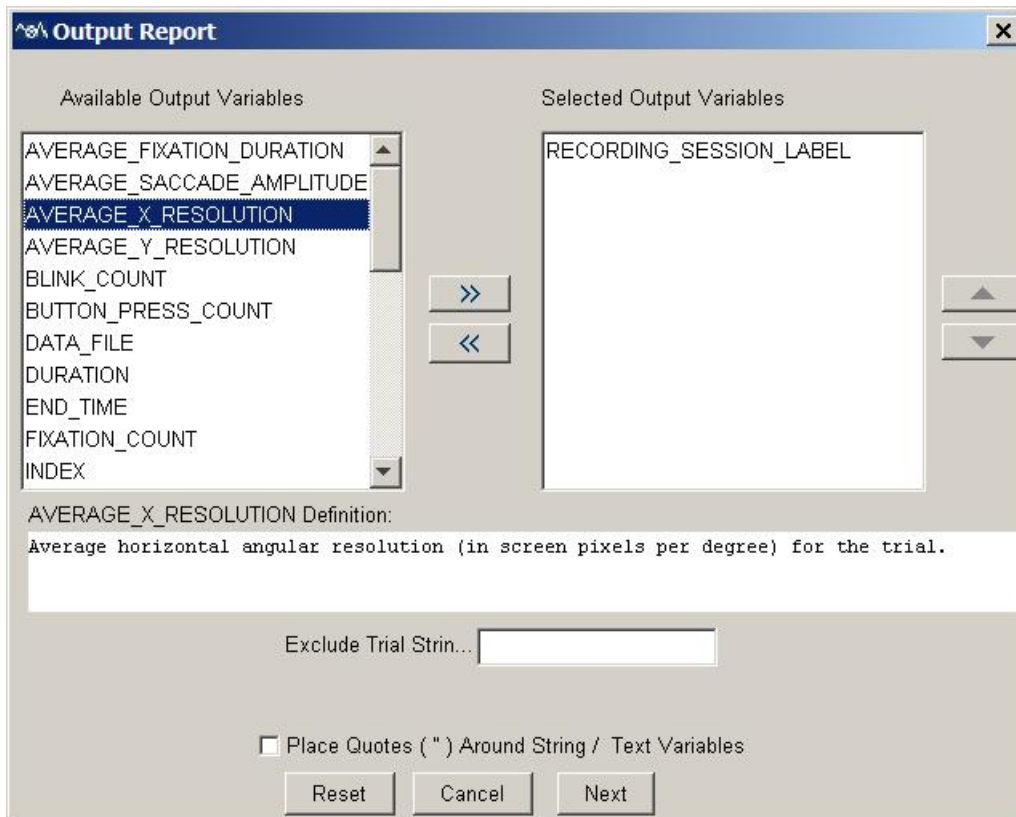 Output Report
Available Output Variables
Selected Output Variables
AVERAGE_FIXATION_DURATION
AVERAGE_SACCADE_AMPLITUDE
AVERAGE_X_RESOLUTION
AVERAGE_Y_RESOLUTION
BLINK_COUNT
BUTTON_PRESS_COUNT
DATA_FILE
DURATION
END_TIME
FIXATION_COUNT
INDEX
RECORDING_SESSION_LABEL
>>
<<
AVERAGE_X_RESOLUTION Definition:
Average horizontal angular resolution (in screen pixels per degree) for the trial.
Exclude Trial Strin...
Place Quotes ( " ) Around String / Text Variables
Reset
Cancel
Next